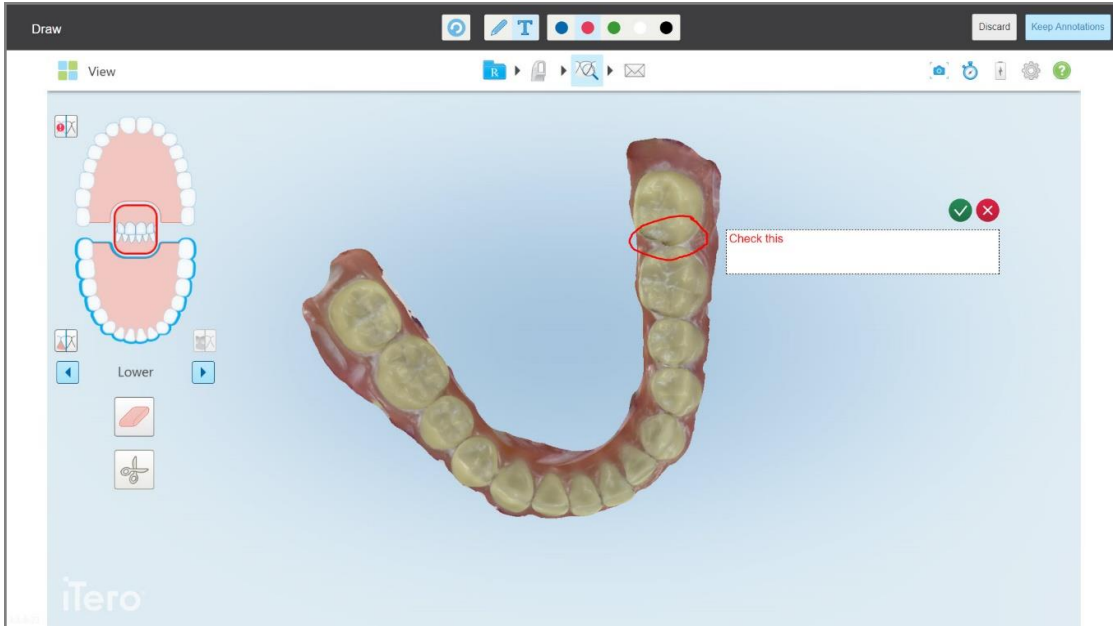 Draw
T
Discard
Keep Annotations
View
R
Check this
Lower
iTero